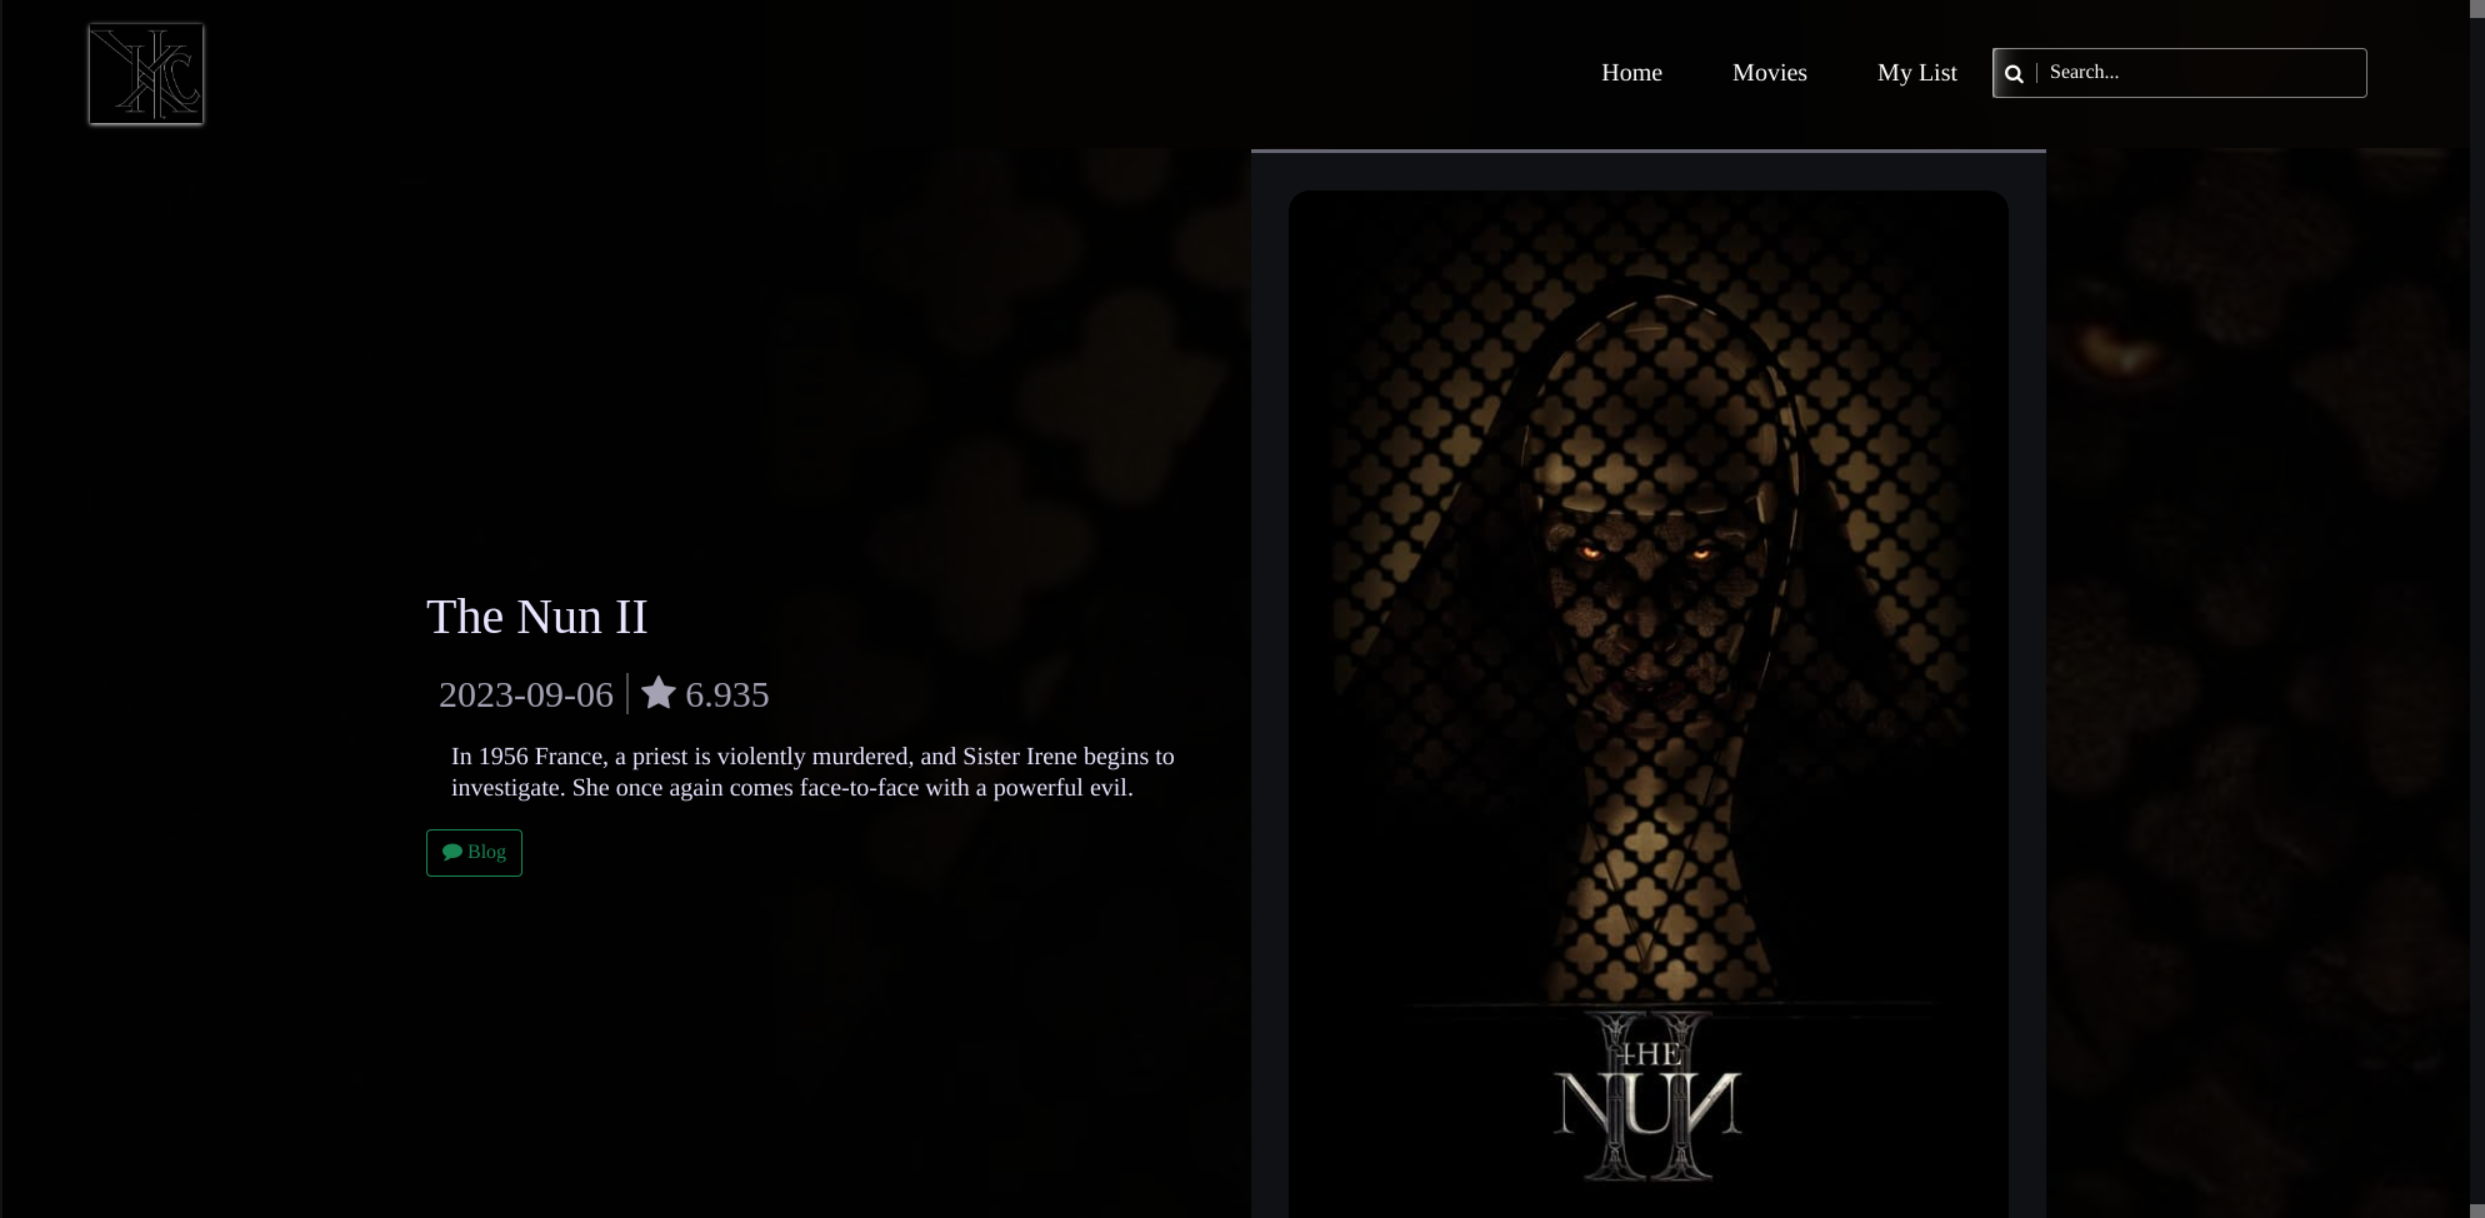 YKC
Home
Movies
My List
Search...
The Nun II
2023-09-06
6.935
In 1956 France, a priest is violently murdered, and Sister Irene begins to
investigate. She once again comes face-to-face with a powerful evil.
Blog
THE
NUN
II